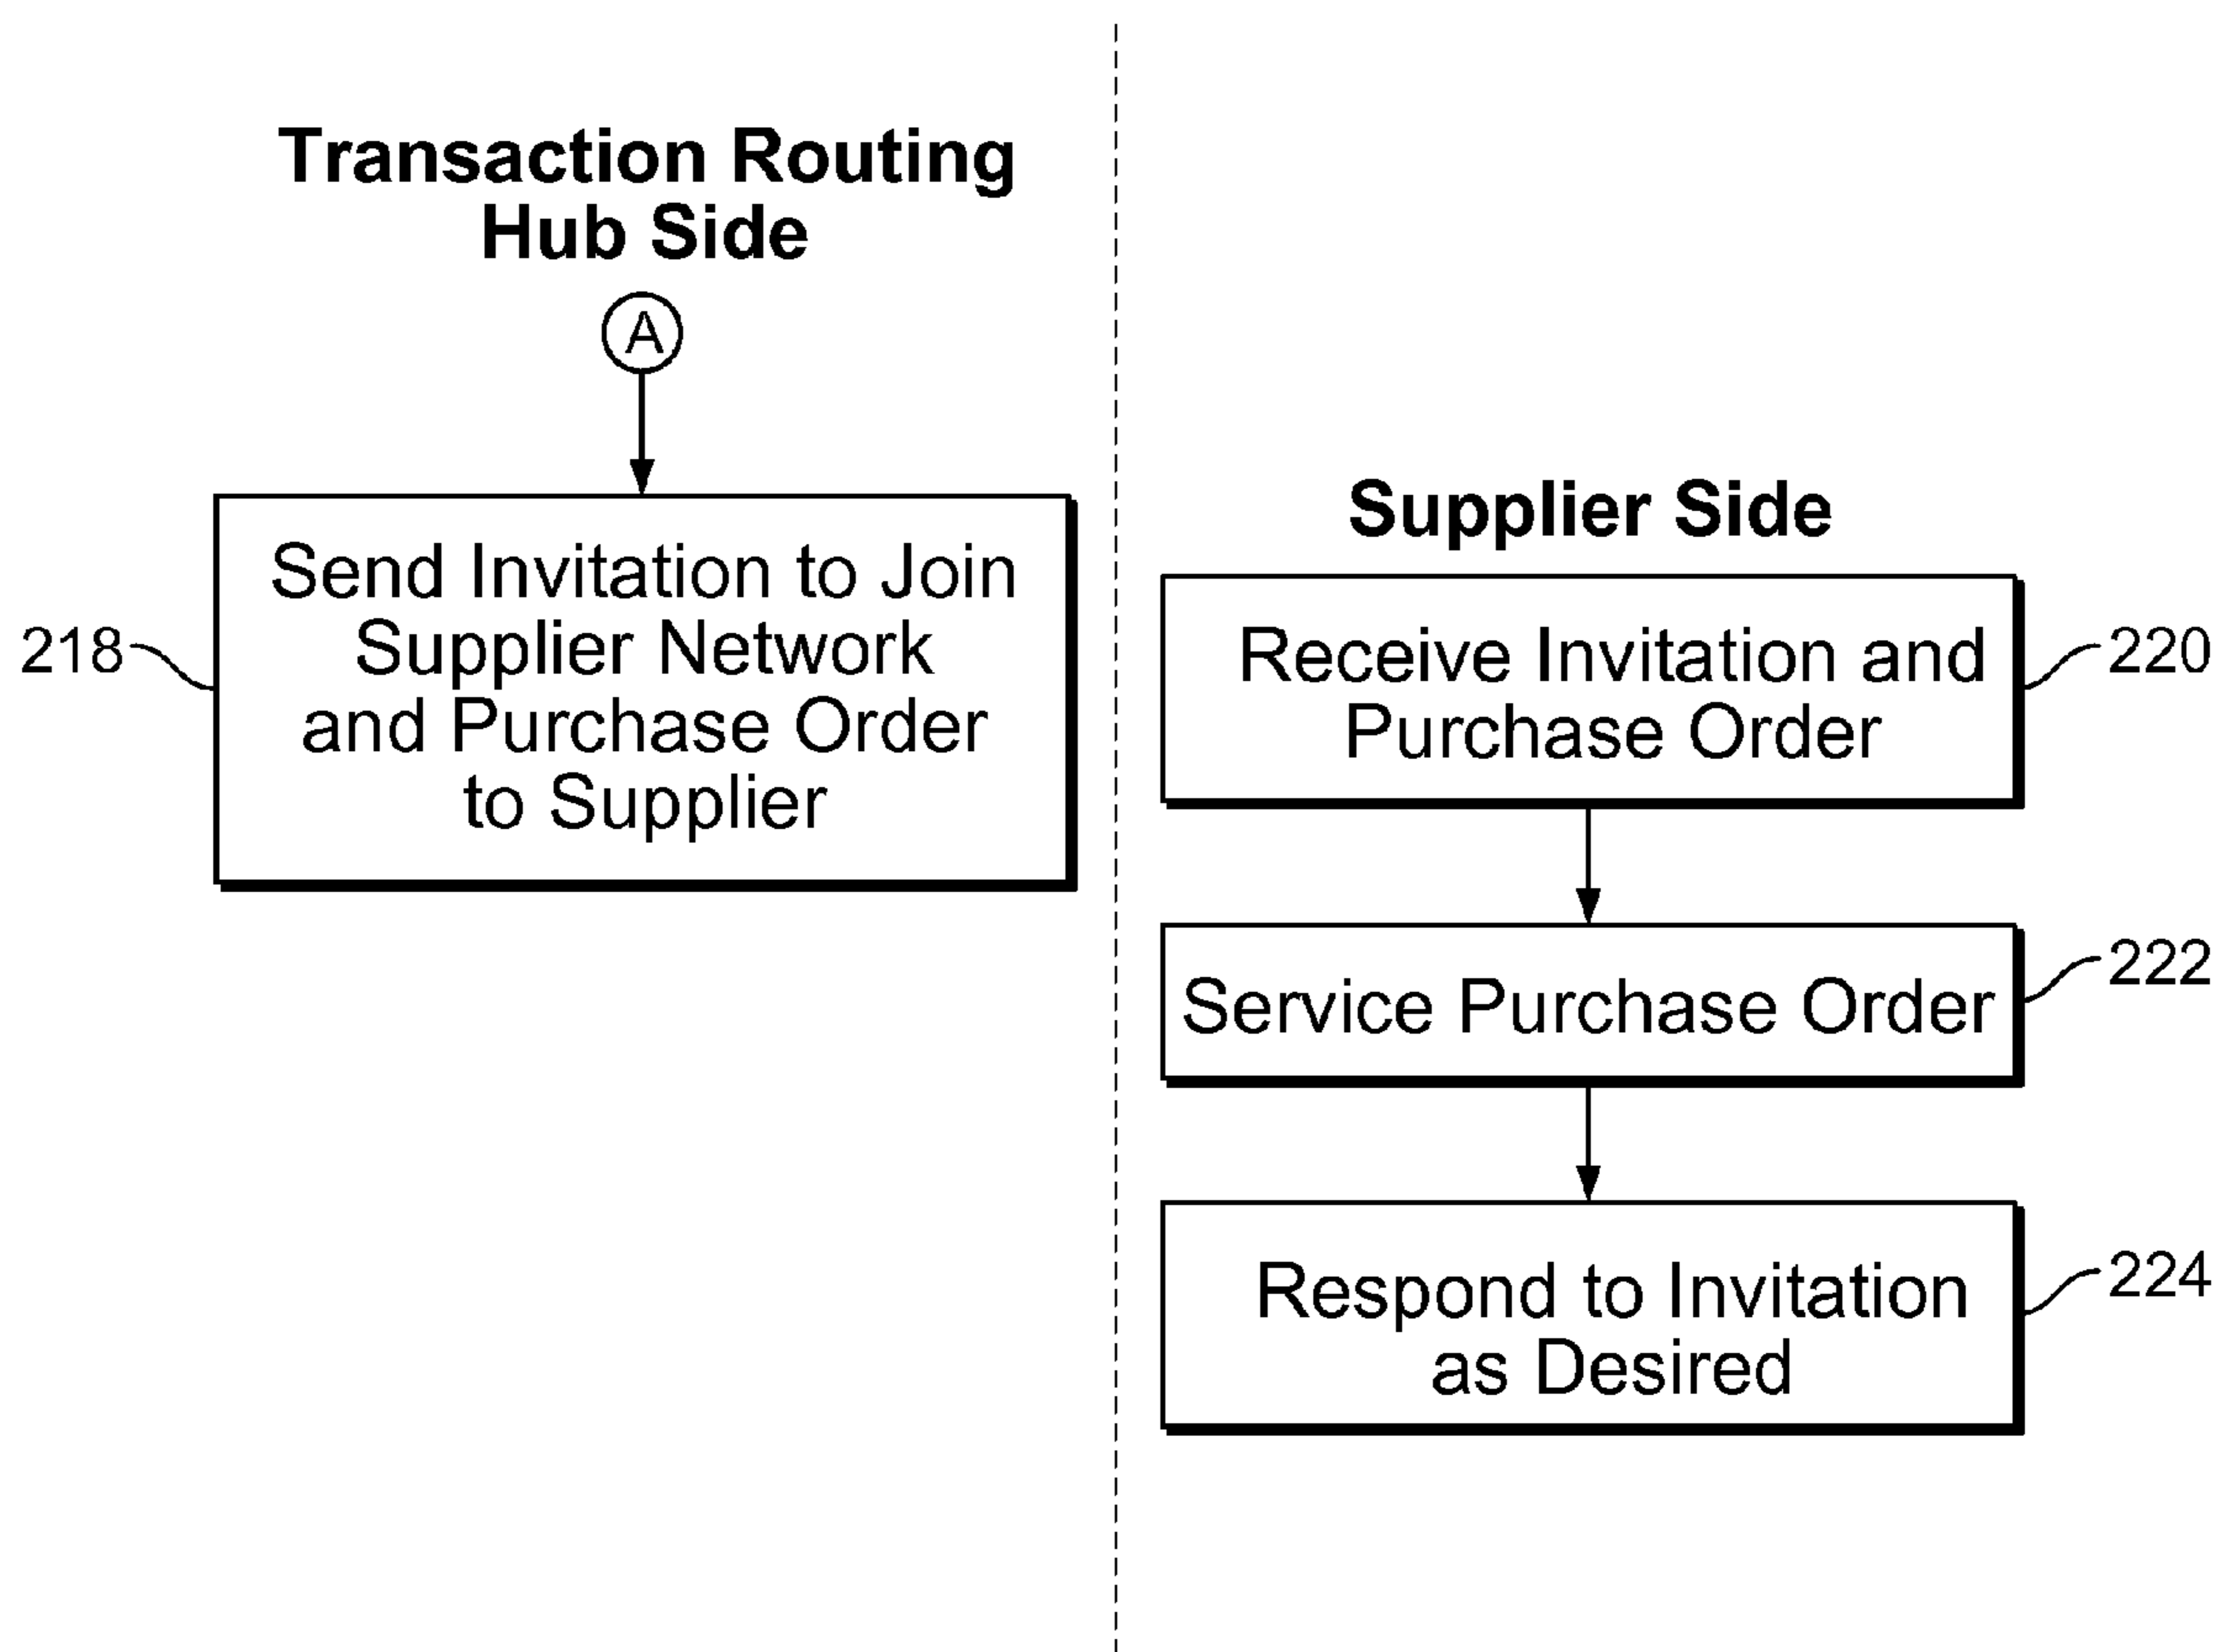 Transaction Routing
Hub Side
A
Send Invitation to Join
Supplier Network
and Purchase Order
to Supplier
218
Supplier Side
Receive Invitation and
Purchase Order
220
Service Purchase Order
222
Respond to Invitation
as Desired
224